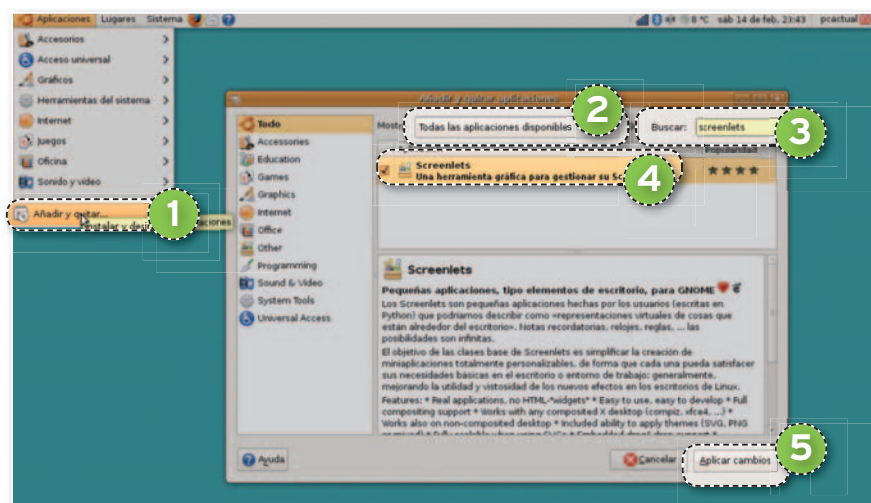 Aplicaciones Lugares Sistema
8 °C sáb 14 de feb, 23:43 pcactual
Accesorios
Acceso universal
Gráficos
Herramientas del sistema
Internet
Juegos
Oficina
Sonido y vídeo
Añadir y quitar...
1
Añadir y quitar aplicaciones
2
Todas las aplicaciones disponibles
Buscar: screenlets
3
Popularidad
Todo
Accessories
Education
Games
Graphics
Internet
Office
Other
Programming
Sound & Video
System Tools
Universal Access
Screenlets
Una herramienta gráfica para gestionar su
4
Screenlets
Pequeñas aplicaciones, tipo elementos de escritorio, para GNOME
Los Screenlets son pequeñas aplicaciones hechas por los usuarios (escritas en
Python) que podríamos describir como «representaciones virtuales de cosas que
están alrededor del escritorio». Notas recordatorias, relojes, reglas, ... las
posibilidades son infinitas.
El objetivo de las clases base de Screenlets es simplificar la creación de
miniaplicaciones totalmente personalizables, de forma que cada una pueda satisfacer
sus necesidades básicas en el escritorio o entorno de trabajo; generalmente,
mejorando la utilidad y vistosidad de los nuevos efectos en los escritorios de Linux.
Features: * Real applications, no HTML-"widgets" * Easy to use, easy to develop * Full
compositing support * Works with any composited X desktop (compiz, xfce4, ...) *
Works also on non-composited desktop * Included ability to apply themes (SVG, PNG
Ayuda
Cancelar
Aplicar cambios
5